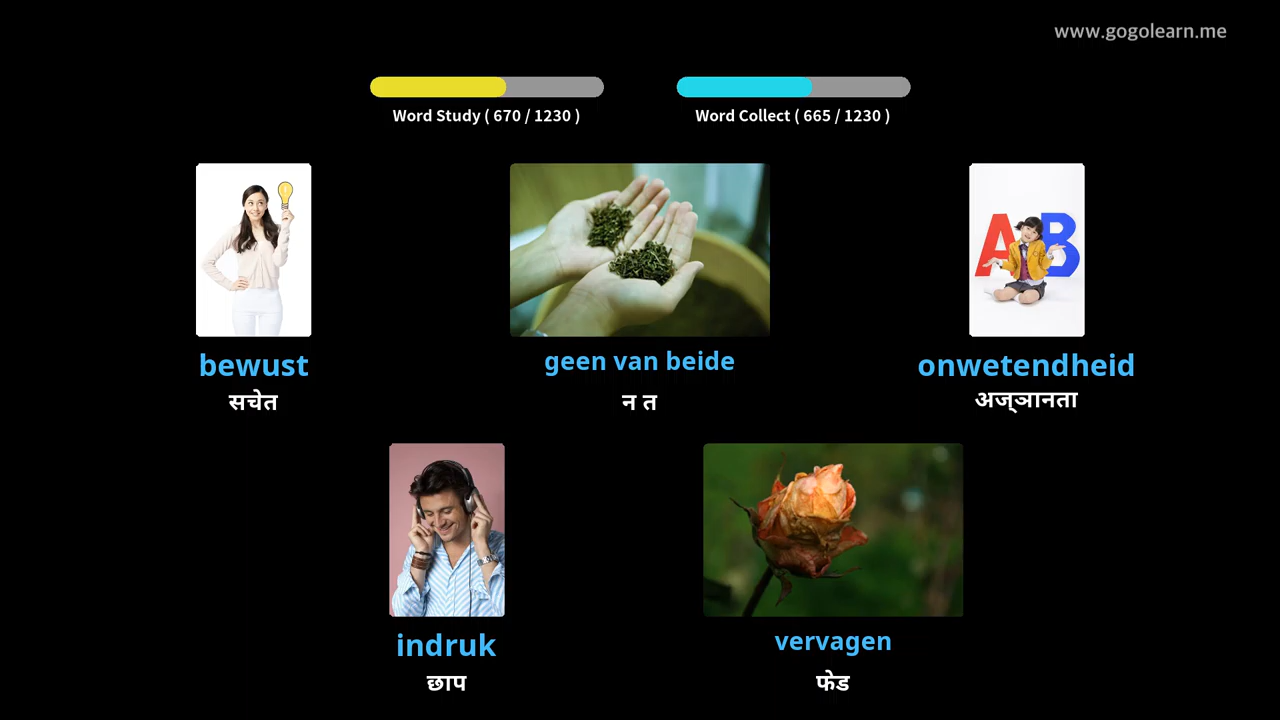 www.gogolearn.me
Word Study ( 670 / 1230 )
Word Collect ( 665 / 1230 )
bewust
geen van beide
onwetendheid
सचेत
न त
अज्ञानता
indruk
vervagen
छाप
फेड